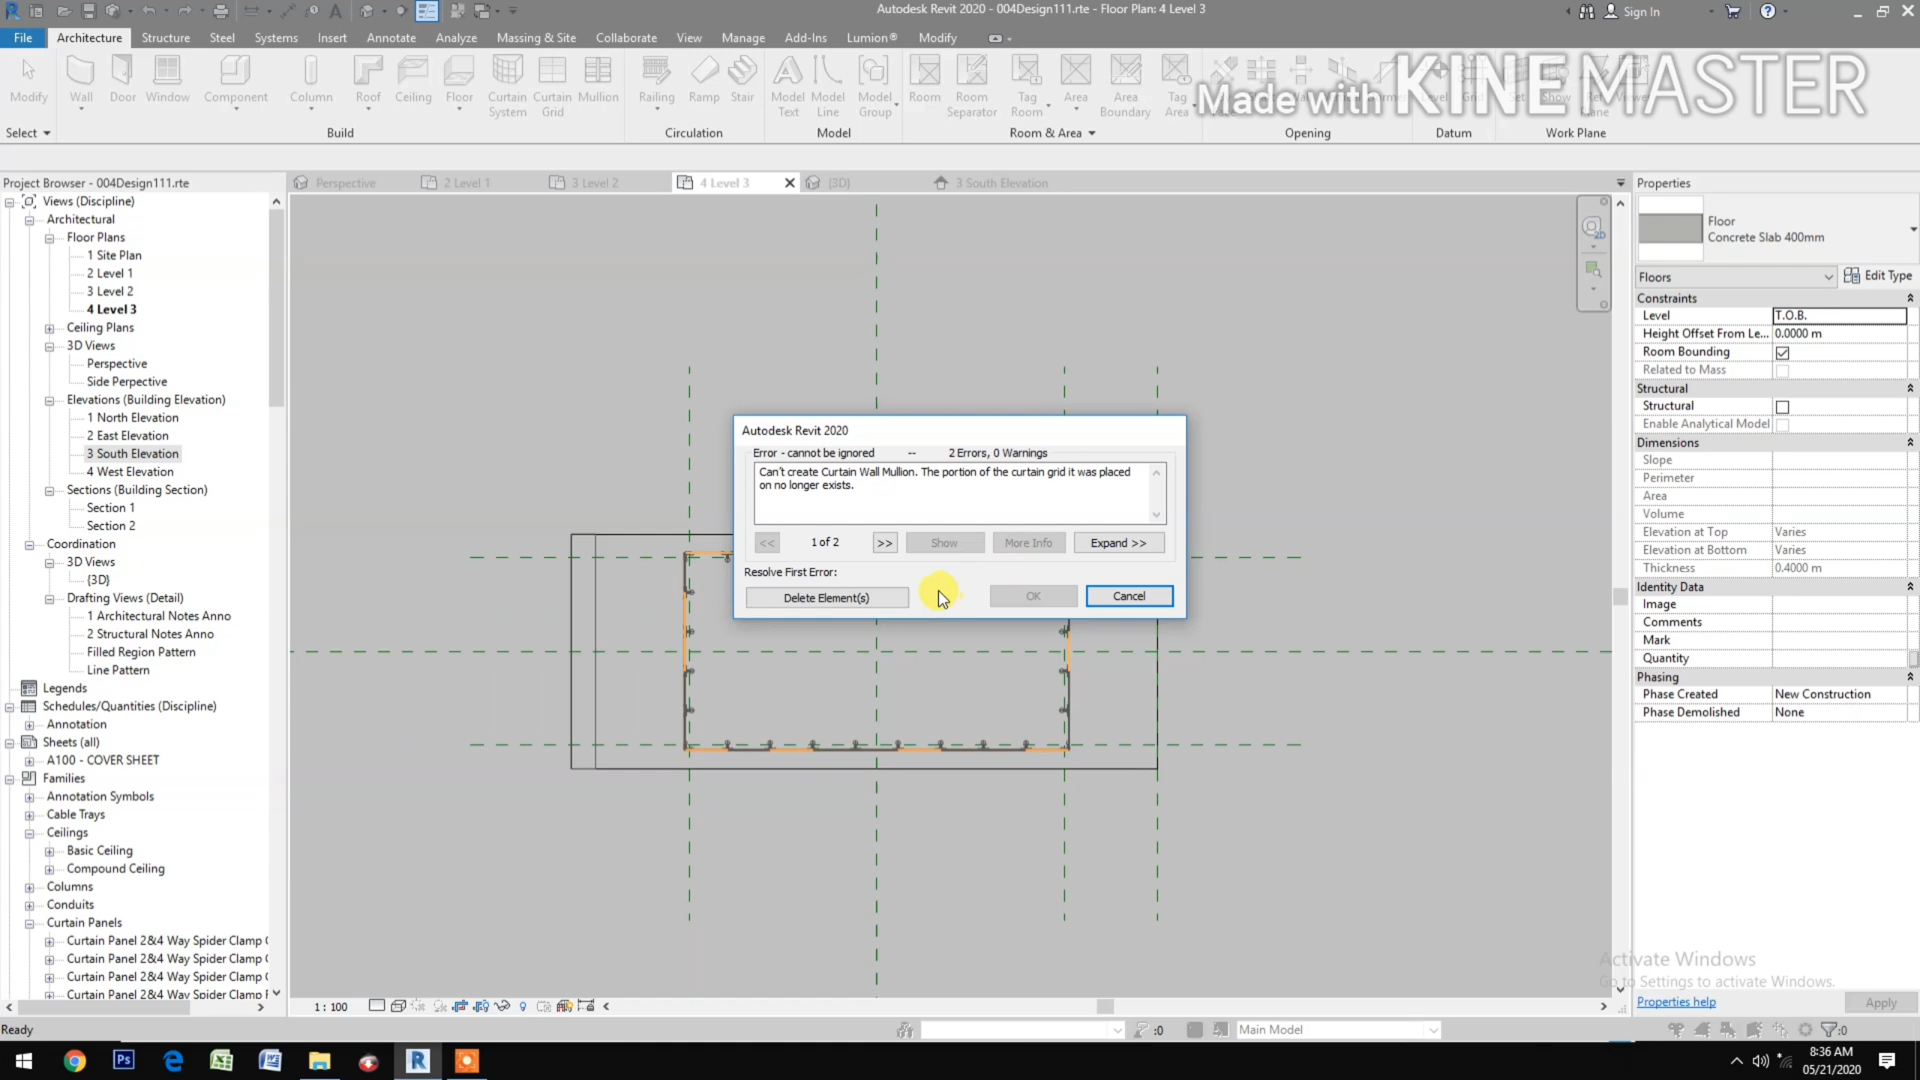 Autodesk Revit 2020 - 004Design111.rte - Floor Plan: 4 Level 3
Sign In
File Architecture Structure Steel Systems Insert Annotate Analyze Massing & Site Collaborate View Manage Add-Ins Lumion® Modify
Modify Wall Door Window Component Column Roof Ceiling Floor Curtain System Curtain Grid Mullion Railing Ramp Stair Model Text Model Line Model Group Room Room Separator Tag Room Area Area Boundary Tag Area
Made with KINEMASTER
Select Build Circulation Model Room & Area Opening Datum Work Plane
Project Browser - 004Design111.rte
Perspective 2 Level 1 3 Level 2 4 Level 3 {3D} 3 South Elevation
Views (Discipline)
Architectural
Floor Plans
1 Site Plan
2 Level 1
3 Level 2
4 Level 3
Ceiling Plans
3D Views
Perspective
Side Perpective
Elevations (Building Elevation)
1 North Elevation
2 East Elevation
3 South Elevation
4 West Elevation
Sections (Building Section)
Section 1
Section 2
Coordination
3D Views
{3D}
Drafting Views (Detail)
1 Architectural Notes Anno
2 Structural Notes Anno
Filled Region Pattern
Line Pattern
Legends
Schedules/Quantities (Discipline)
Annotation
Sheets (all)
A100 - COVER SHEET
Families
Annotation Symbols
Cable Trays
Ceilings
Basic Ceiling
Compound Ceiling
Columns
Conduits
Curtain Panels
Curtain Panel 2&4 Way Spider Clamp
Curtain Panel 2&4 Way Spider Clamp
Curtain Panel 2&4 Way Spider Clamp
Curtain Panel 2&4 Way Spider Clamp
2D
Autodesk Revit 2020
Error - cannot be ignored -- 2 Errors, 0 Warnings
Can't create Curtain Wall Mullion. The portion of the curtain grid it was placed
on no longer exists.
<< 1 of 2 >> Show More Info Expand >>
Resolve First Error:
Delete Element(s) OK Cancel
Properties
Floor
Concrete Slab 400mm
Floors Edit Type
Constraints
Level T.O.B.
Height Offset From Le... 0.0000 m
Room Bounding
Related to Mass
Structural
Structural
Enable Analytical Model
Dimensions
Slope
Perimeter
Area
Volume
Elevation at Top Varies
Elevation at Bottom Varies
Thickness 0.4000 m
Identity Data
Image
Comments
Mark
Quantity
Phasing
Phase Created New Construction
Phase Demolished None
Activate Windows
Go to Settings to activate Windows.
Properties help Apply
1 : 100
Ready :0 Main Model :0
8:36 AM
05/21/2020